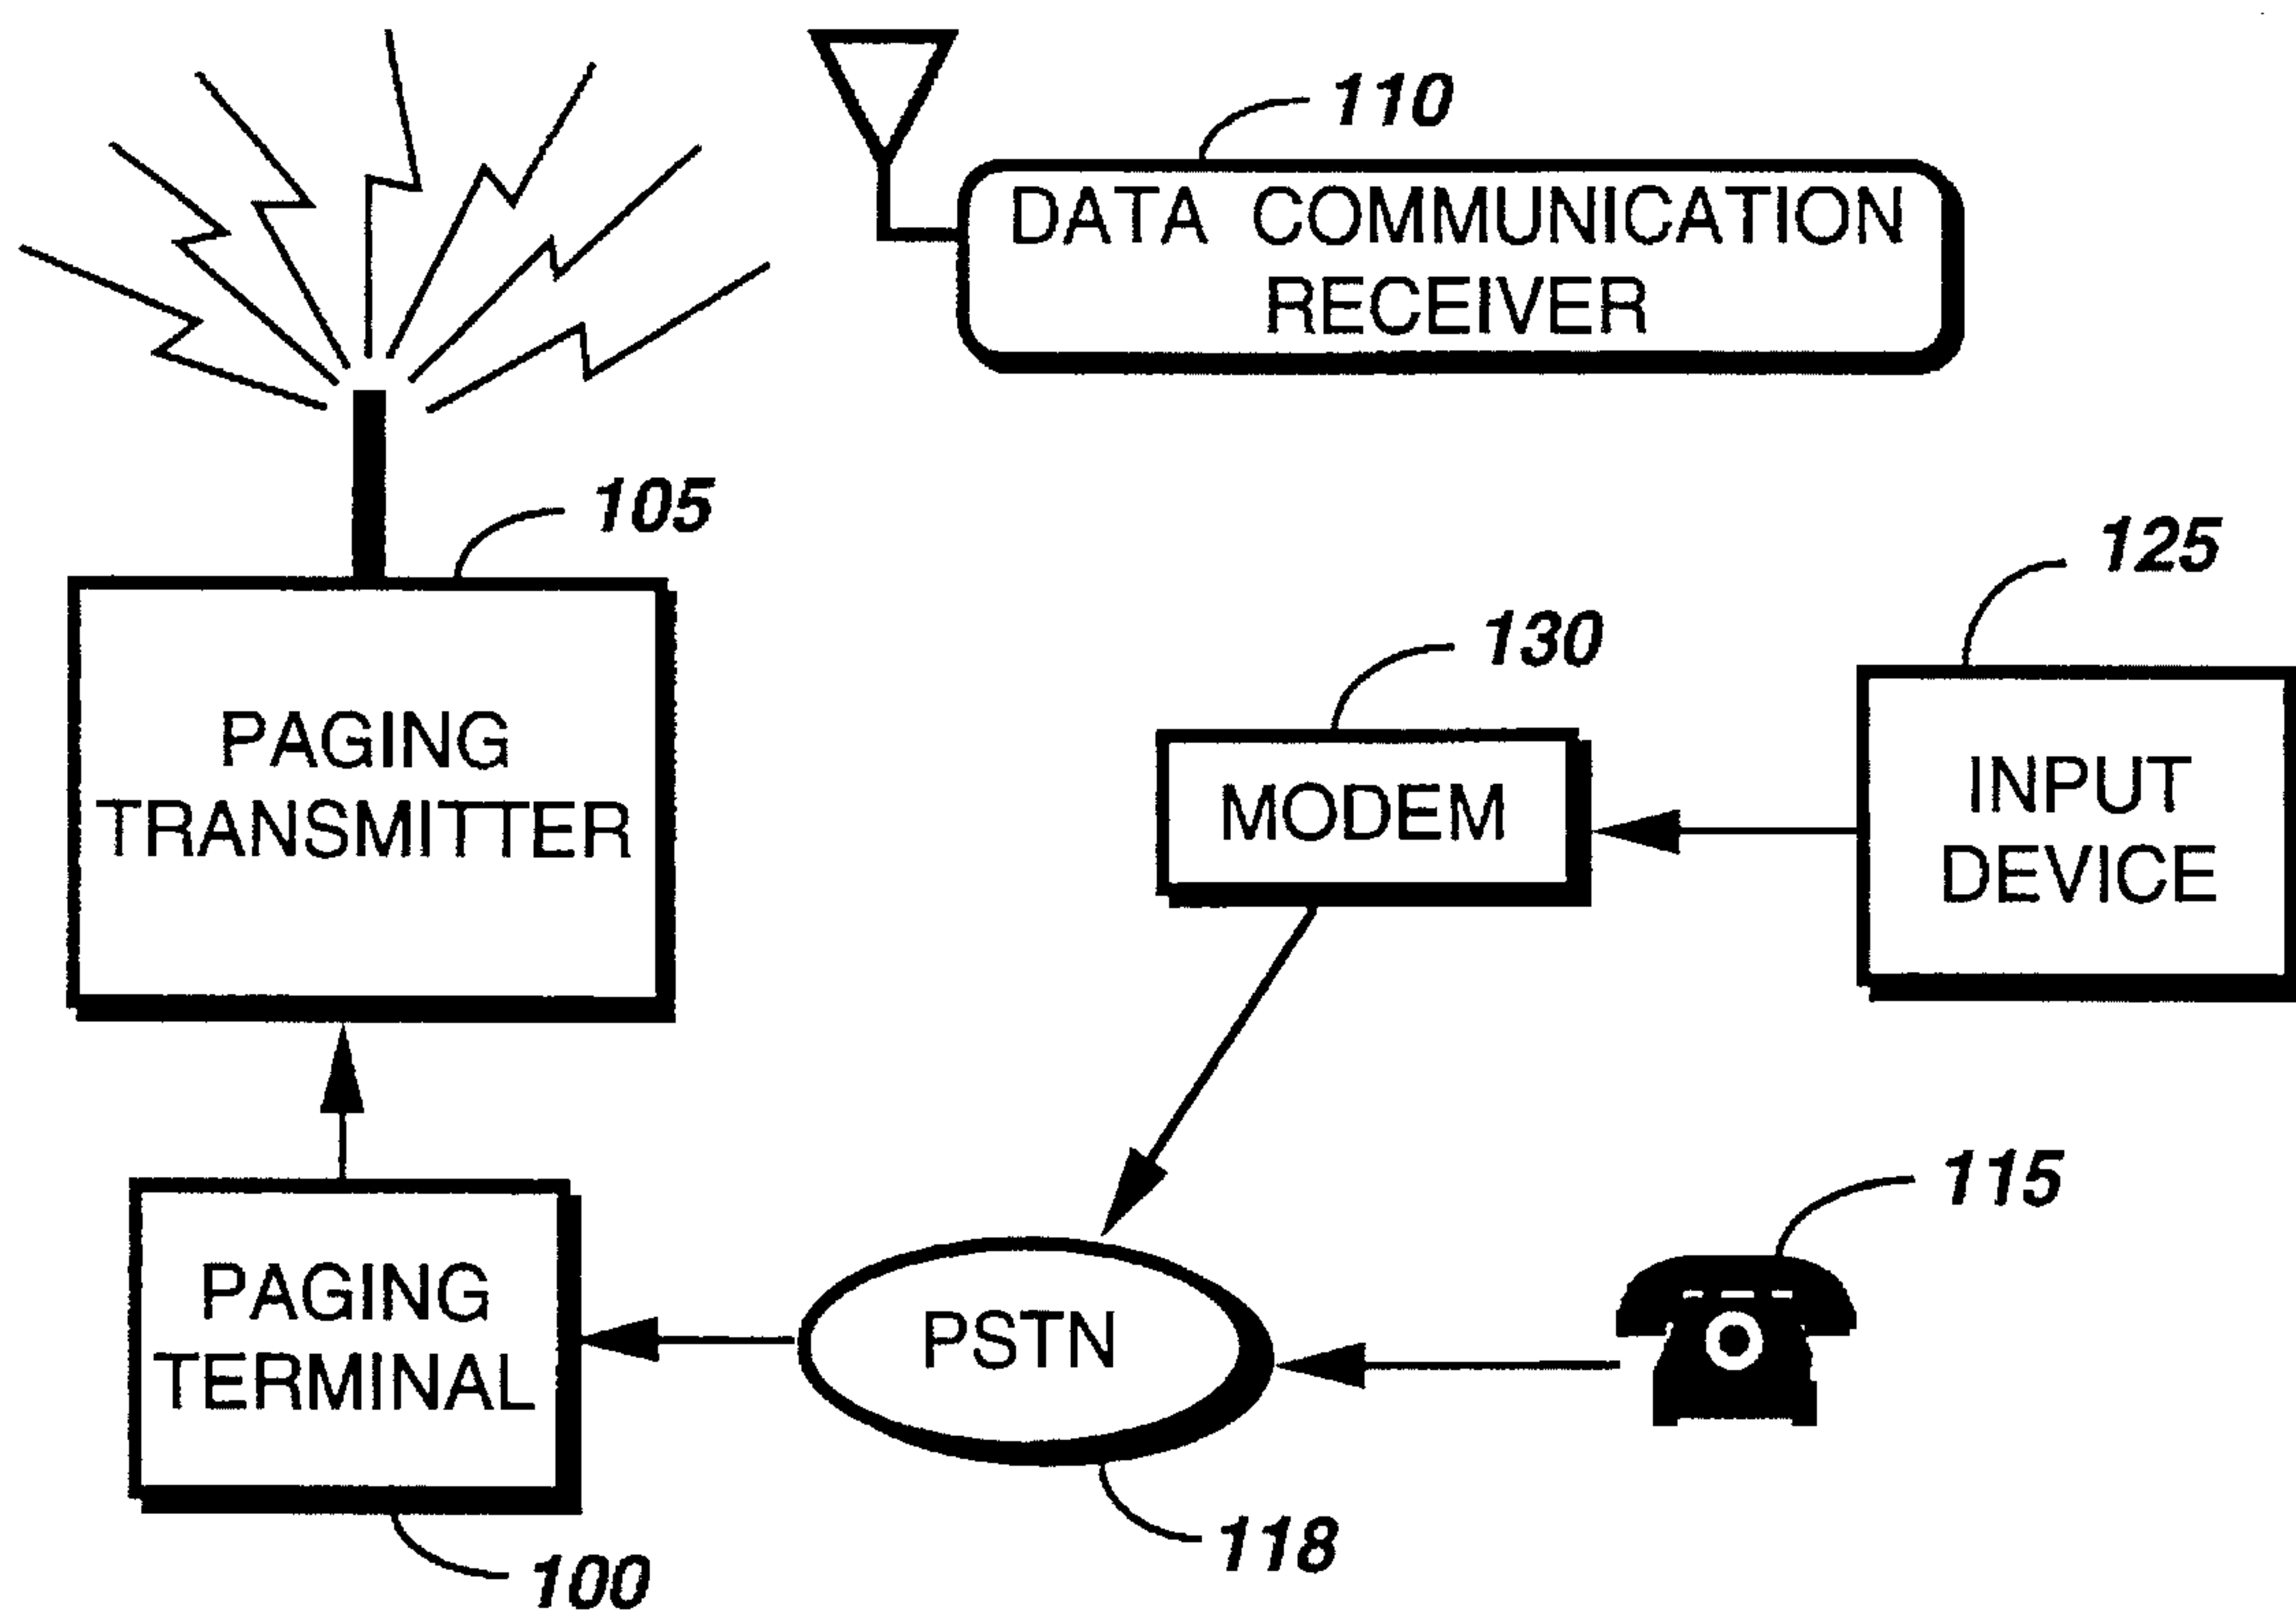 110
DATA COMMUNICATION
RECEIVER
105
125
130
PAGING
TRANSMITTER
MODEM
INPUT
DEVICE
115
PAGING
TERMINAL
PSTN
118
100